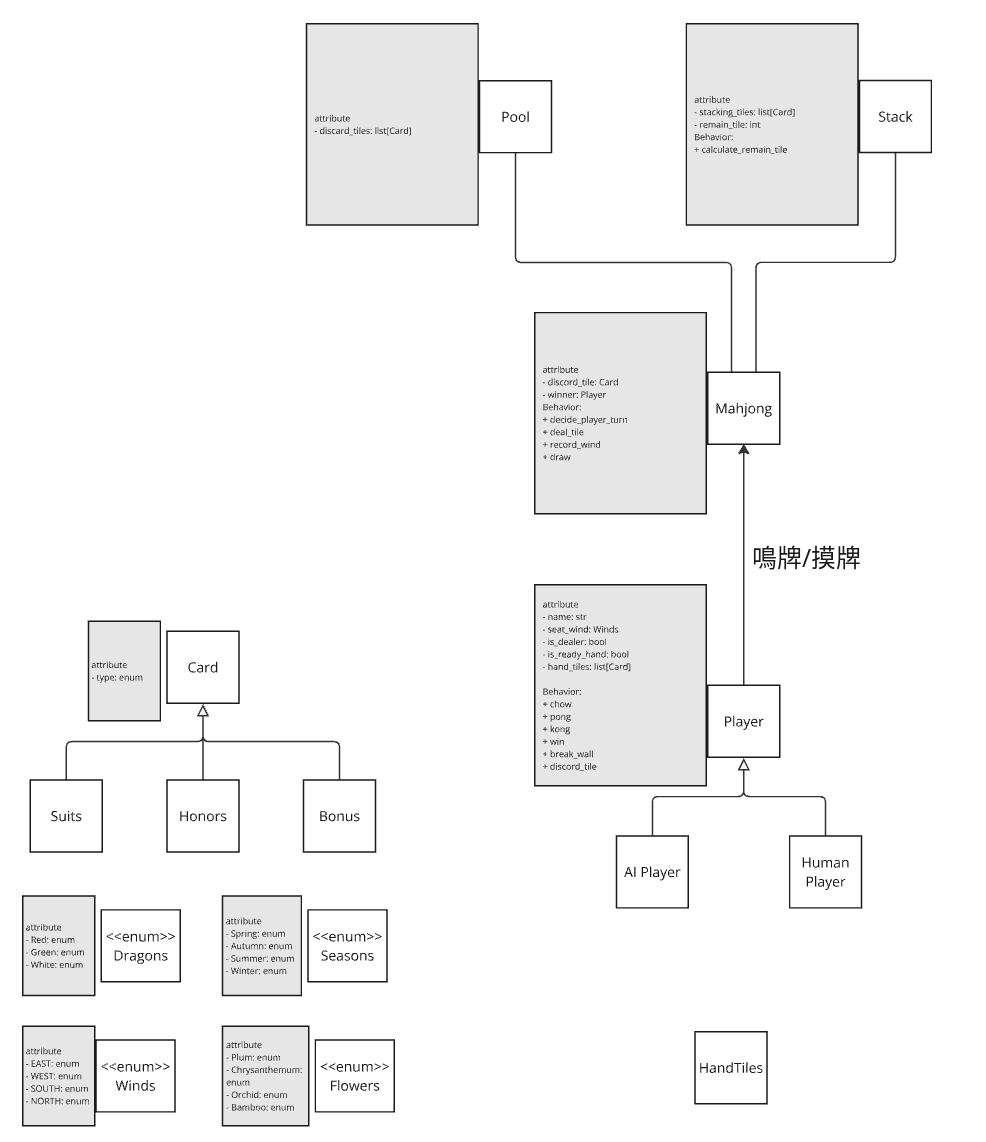 attribute
- discard_tiles: list[Card]
Pool
attribute
- stacking_tiles: list[Card]
- remain_tile: int
Behavior:
+ calculate_remain_tile
Stack
attribute
- discord_tile: Card
- winner: Player
Behavior:
+ decide_player_turn
+ deal_tile
+ record_wind
+ draw
Mahjong
鳴牌/摸牌
attribute
- name: str
- seat_wind: Winds
- is_dealer: bool
- is_ready_hand: bool
- hand_tiles: list[Card]
Behavior:
+ chow
+ pong
+ kong
+ win
+ break_wall
+ discord_tile
Player
attribute
- type: enum
Card
Suits
Honors
Bonus
AI Player
Human
Player
attribute
- Red: enum
- Green: enum
- White: enum
<<enum>>
Dragons
attribute
- Spring: enum
- Autumn: enum
- Summer: enum
- Winter: enum
<<enum>>
Seasons
attribute
- EAST: enum
- WEST: enum
- SOUTH: enum
- NORTH: enum
<<enum>>
Winds
attribute
- Plum: enum
- Chrysanthemum:
enum
- Orchid: enum
- Bamboo: enum
<<enum>>
Flowers
HandTiles